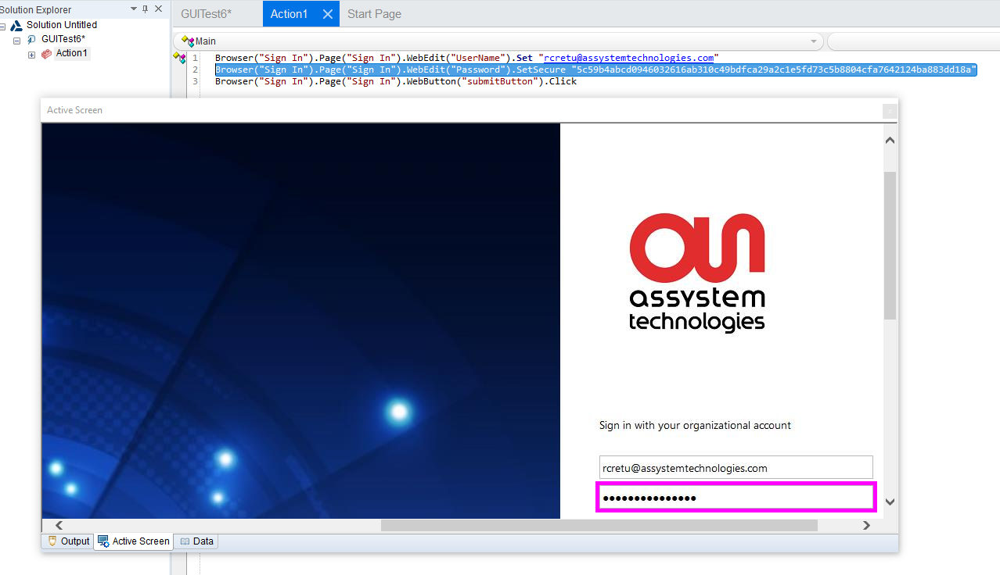 Solution Explorer
GUITest6*
Action1
Start Page
Solution Untitled
GUITest6*
Action1
Main
1 Browser("Sign In").Page("Sign In").WebEdit("UserName").Set "rcretu@assystemtechnologies.com"
2 Browser("Sign In").Page("Sign In").WebEdit("Password").SetSecure "5c59b4abcd0946032616ab310c49bdfca29a2c1e5fd73c5b8804cfa7642124ba883dd18a"
3 Browser("Sign In").Page("Sign In").WebButton("submitButton").Click
Active Screen
assystem
technologies
Sign in with your organizational account
rcretu@assystemtechnologies.com
•••••••••••••••
Output
Active Screen
Data